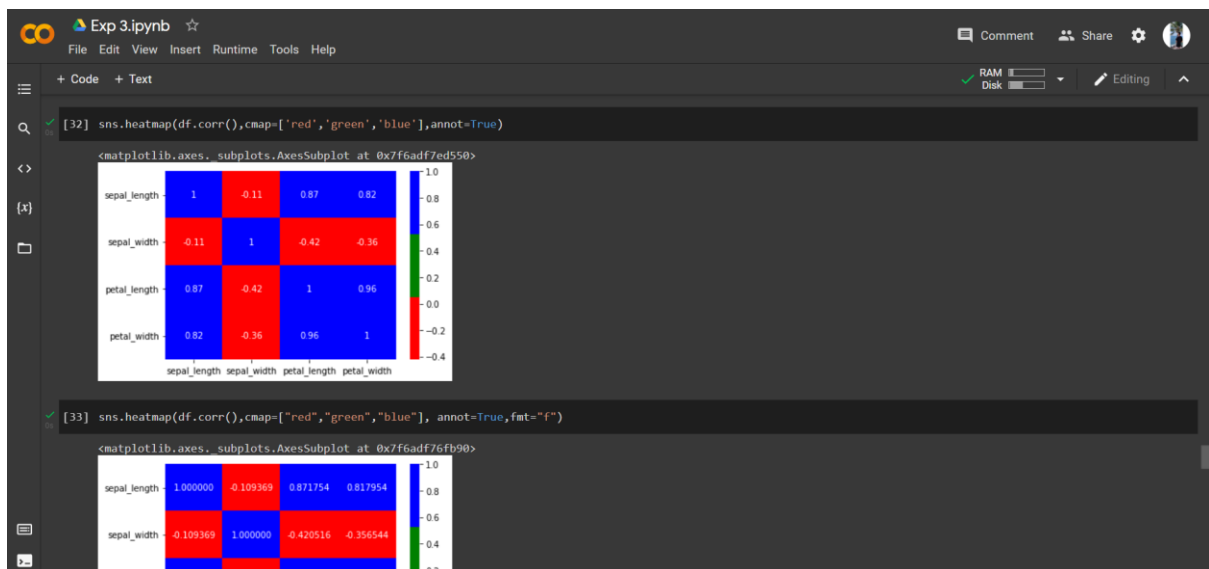 CO Exp 3.ipynb
File Edit View Insert Runtime Tools Help
Comment Share
+ Code + Text
RAM
Disk
Editing
[32] sns.heatmap(df.corr(),cmap=['red','green','blue'],annot=True)
0s
<matplotlib.axes._subplots.AxesSubplot at 0x7f6adf7ed550>
sepal_length 1 -0.11 0.87 0.82
sepal_width -0.11 1 -0.42 -0.36
petal_length 0.87 -0.42 1 0.96
petal_width 0.82 -0.36 0.96 1
sepal_length sepal_width petal_length petal_width
1.0
0.8
0.6
0.4
0.2
0.0
−0.2
−0.4
{x}
[33] sns.heatmap(df.corr(),cmap=["red","green","blue"], annot=True,fmt="f")
0s
<matplotlib.axes._subplots.AxesSubplot at 0x7f6adf76fb90>
sepal_length 1.000000 -0.109369 0.871754 0.817954
sepal_width -0.109369 1.000000 -0.420516 -0.356544
1.0
0.8
0.6
0.4